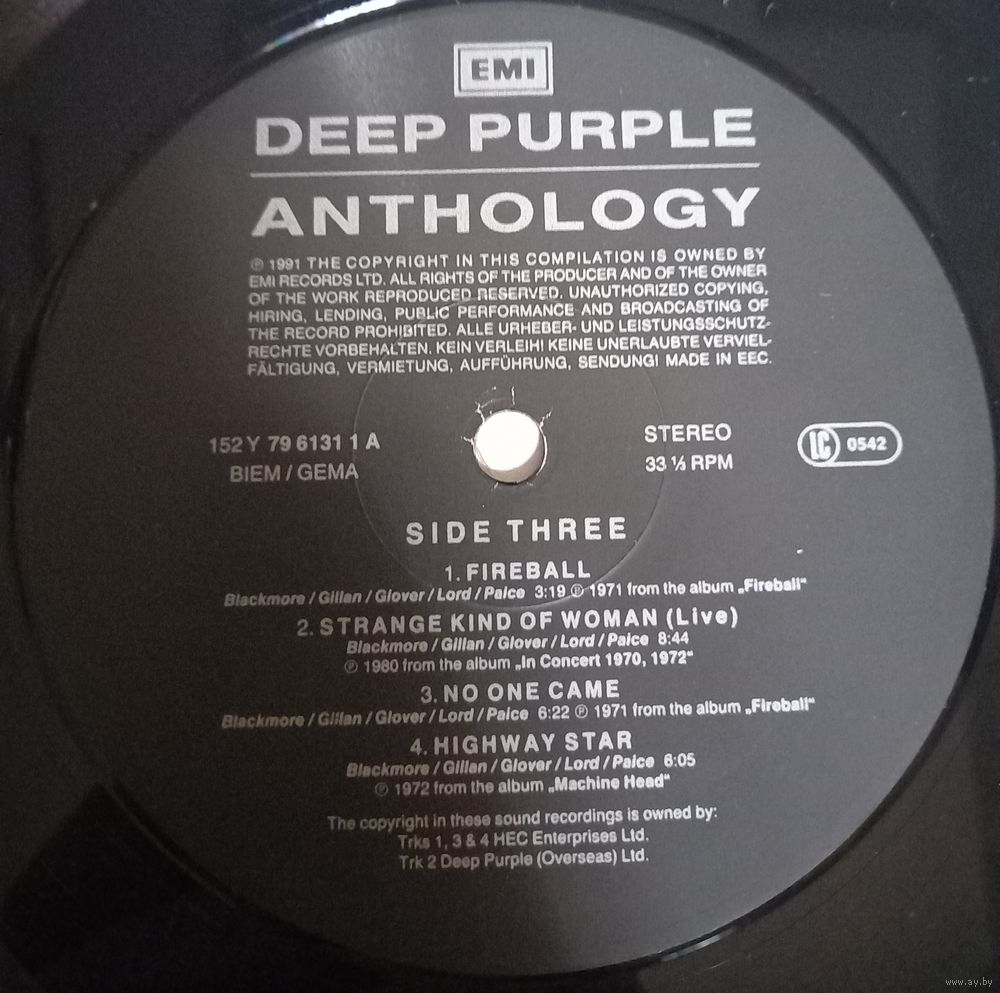 EMI
DEEP PURPLE
ANTHOLOGY
℗ 1991 THE COPYRIGHT IN THIS COMPILATION IS OWNED BY
EMI RECORDS LTD. ALL RIGHTS OF THE PRODUCER AND OF THE OWNER
OF THE WORK REPRODUCED RESERVED. UNAUTHORIZED COPYING,
HIRING, LENDING, PUBLIC PERFORMANCE AND BROADCASTING OF
THE RECORD PROHIBITED. ALLE URHEBER- UND LEISTUNGSSCHUTZ-
RECHTE VORBEHALTEN. KEIN VERLEIH! KEINE UNERLAUBTE VERVIEL-
FÄLTIGUNG, VERMIETUNG, AUFFÜHRUNG, SENDUNG! MADE IN EEC.
152 Y 79 6131 1 A
BIEM / GEMA
STEREO
33 ⅓ RPM
LC 0542
SIDE THREE
1. FIREBALL
Blackmore / Gillan / Glover / Lord / Paice 3:19 ℗ 1971 from the album „Fireball“
2. STRANGE KIND OF WOMAN (Live)
Blackmore / Gillan / Glover / Lord / Paice 8:44
℗ 1980 from the album „In Concert 1970, 1972“
3. NO ONE CAME
Blackmore / Gillan / Glover / Lord / Paice 6:22 ℗ 1971 from the album „Fireball“
4. HIGHWAY STAR
Blackmore / Gillan / Glover / Lord / Paice 6:05
℗ 1972 from the album „Machine Head“
The copyright in these sound recordings is owned by:
Trks 1, 3 & 4 HEC Enterprises Ltd.
Trk 2 Deep Purple (Overseas) Ltd.
www.ay.by